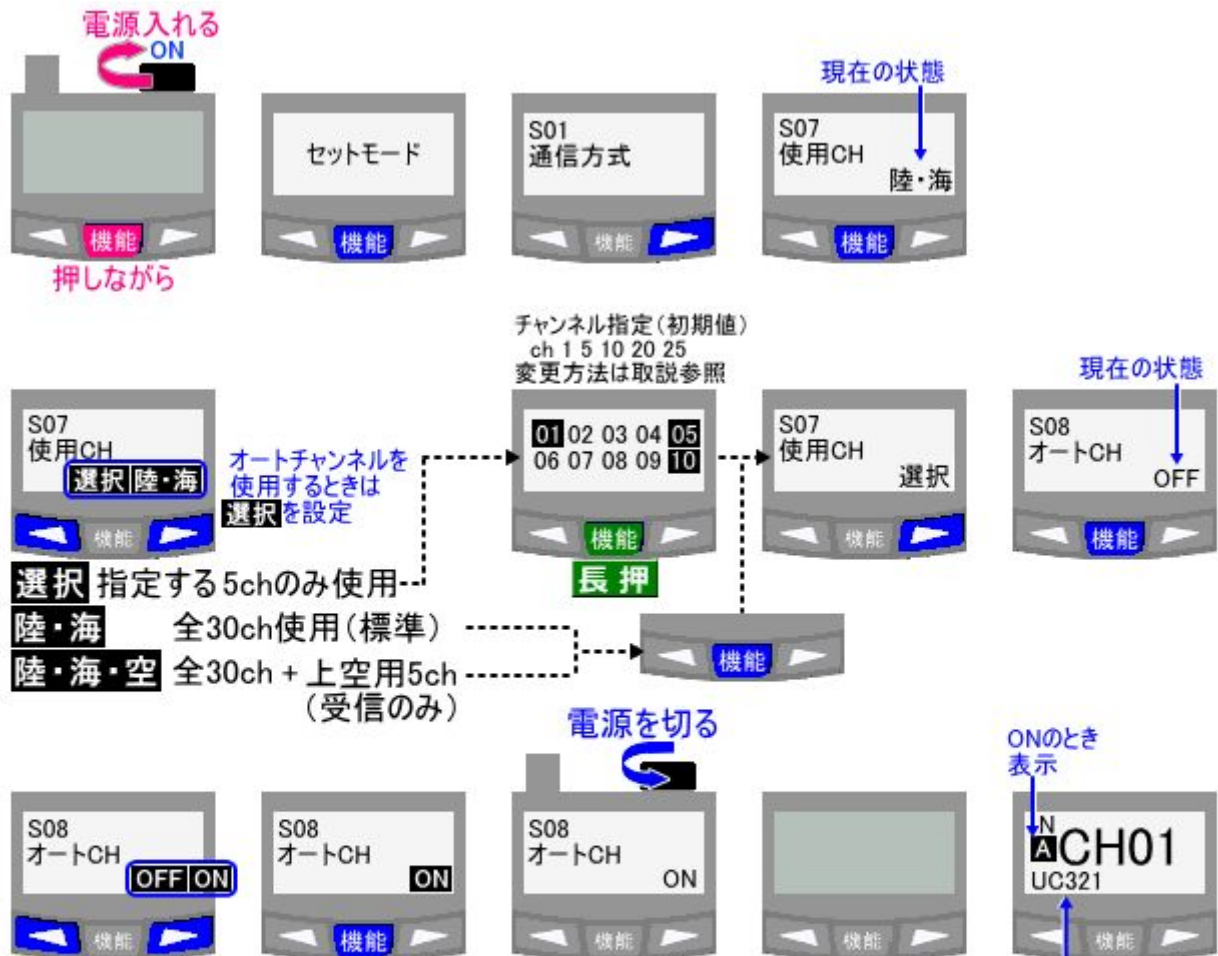 電源入れる
ON
機能
押しながら
セットモード
機能
S01
通信方式
機能
現在の状態
S07
使用CH
陸・海
機能
S07
使用CH
選択 陸・海
機能
オートチャンネルを
使用するときは
選択を設定
チャンネル指定(初期値)
ch 1 5 10 20 25
変更方法は取説参照
01 02 03 04 05
06 07 08 09 10
機能
長押
S07
使用CH
選択
機能
現在の状態
S08
オートCH
OFF
機能
選択 指定する5chのみ使用
陸・海 全30ch使用(標準)
陸・海・空 全30ch + 上空用5ch
(受信のみ)
機能
S08
オートCH
OFF ON
機能
S08
オートCH
ON
機能
電源を切る
S08
オートCH
ON
機能
機能
ONのとき
表示
N
A CH01
UC321
機能